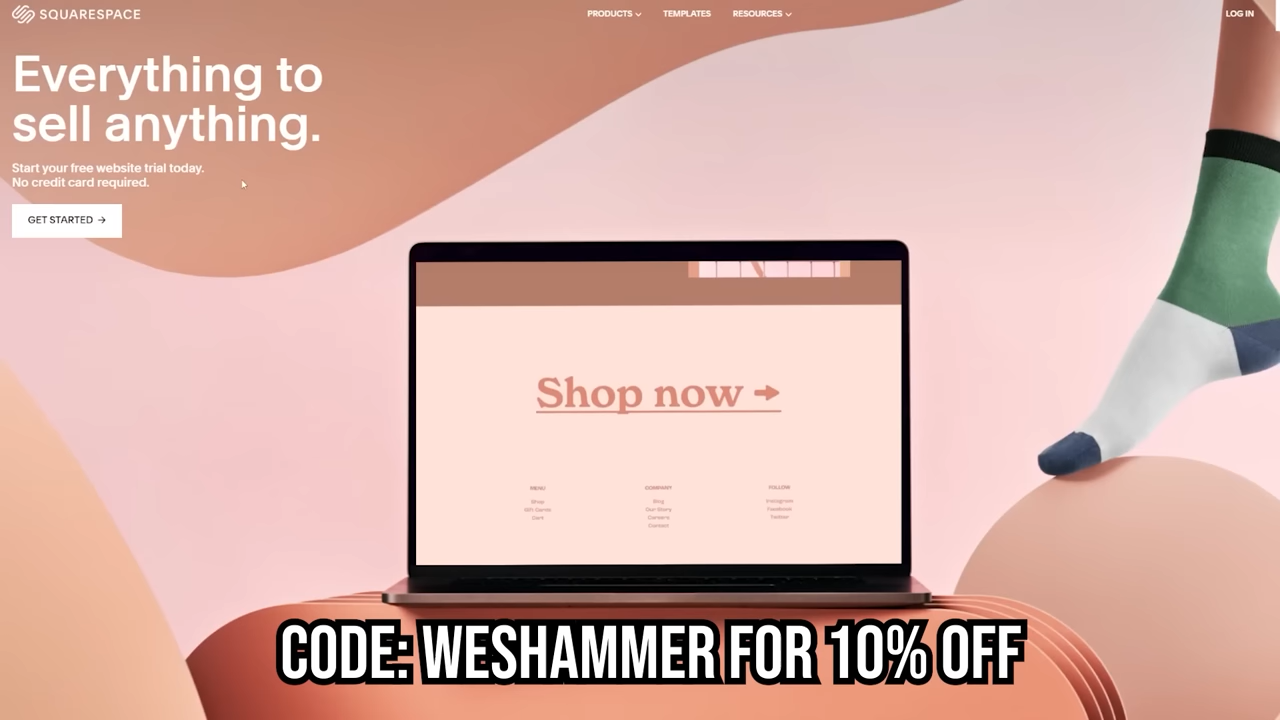 SQUARESPACE
PRODUCTS
TEMPLATES
RESOURCES
LOG IN
Everything to
sell anything.
Start your free website trial today.
No credit card required.
GET STARTED →
Shop now →
MENU
Shop
Gift Cards
Cart
COMPANY
Blog
Our Story
Careers
Contact
FOLLOW
Instagram
Facebook
Twitter
CODE: WESHAMMER FOR 10% OFF